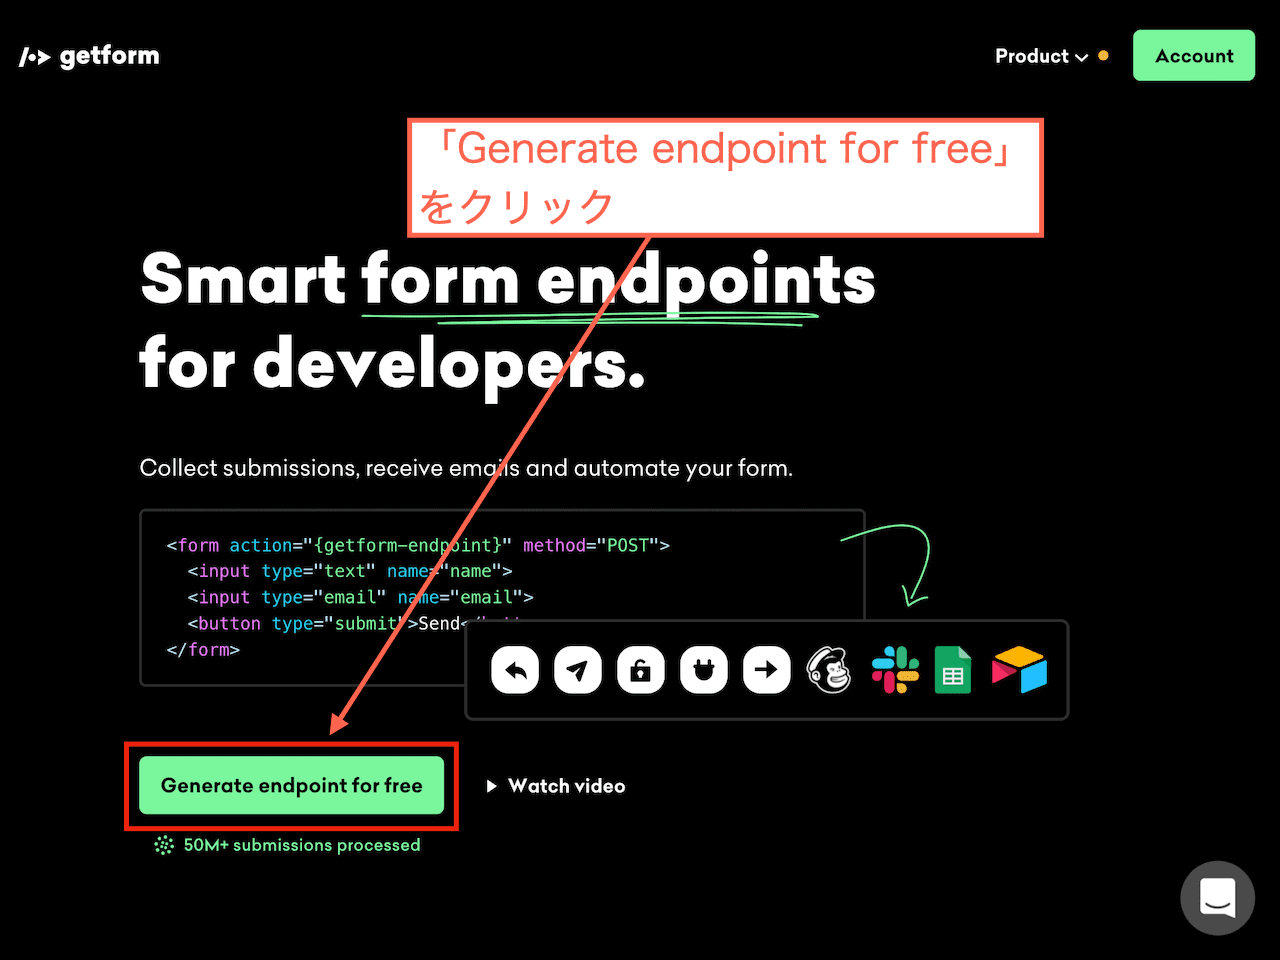 getform
Product
Account
「Generate endpoint for free」
をクリック
Smart form endpoints
for developers.
Collect submissions, receive emails and automate your form.
<form action="{getform-endpoint}" method="POST">
<input type="text" name="name">
<input type="email" name="email">
<button type="submit">Send</
</form>
Generate endpoint for free
Watch video
50M+ submissions processed